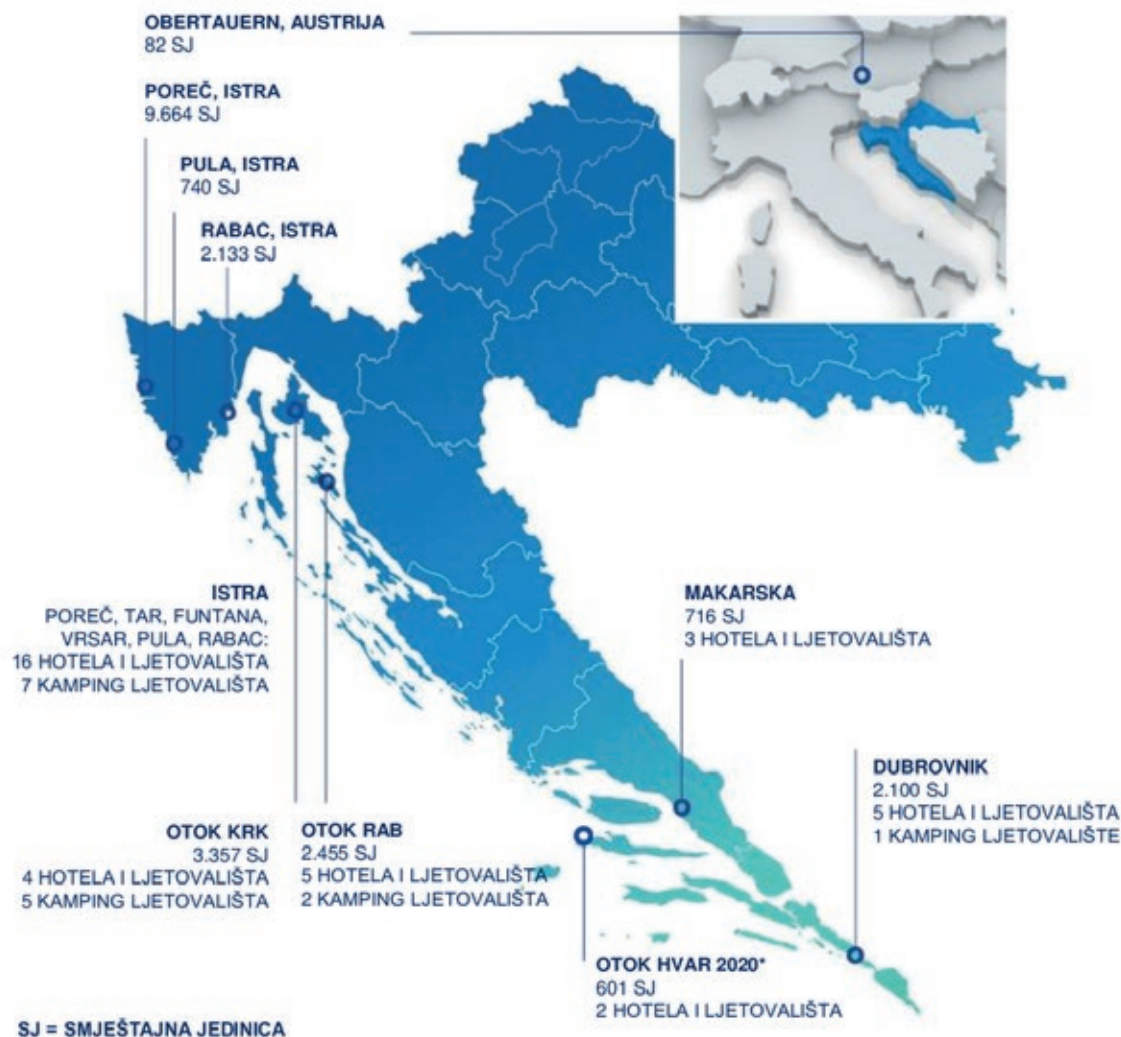 OBERTAUERN, AUSTRIJA
82 SJ
POREČ, ISTRA
9.664 SJ
PULA, ISTRA
740 SJ
RABAC, ISTRA
2.133 SJ
ISTRA
POREČ, TAR, FUNTANA,
VRSAR, PULA, RABAC:
16 HOTELA I LJETOVALIŠTA
7 KAMPING LJETOVALIŠTA
MAKARSKA
716 SJ
3 HOTELA I LJETOVALIŠTA
DUBROVNIK
2.100 SJ
5 HOTELA I LJETOVALIŠTA
1 KAMPING LJETOVALIŠTE
OTOK KRK
3.357 SJ
4 HOTELA I LJETOVALIŠTA
5 KAMPING LJETOVALIŠTA
OTOK RAB
2.455 SJ
5 HOTELA I LJETOVALIŠTA
2 KAMPING LJETOVALIŠTA
OTOK HVAR 2020*
601 SJ
2 HOTELA I LJETOVALIŠTA
SJ = SMJEŠTAJNA JEDINICA